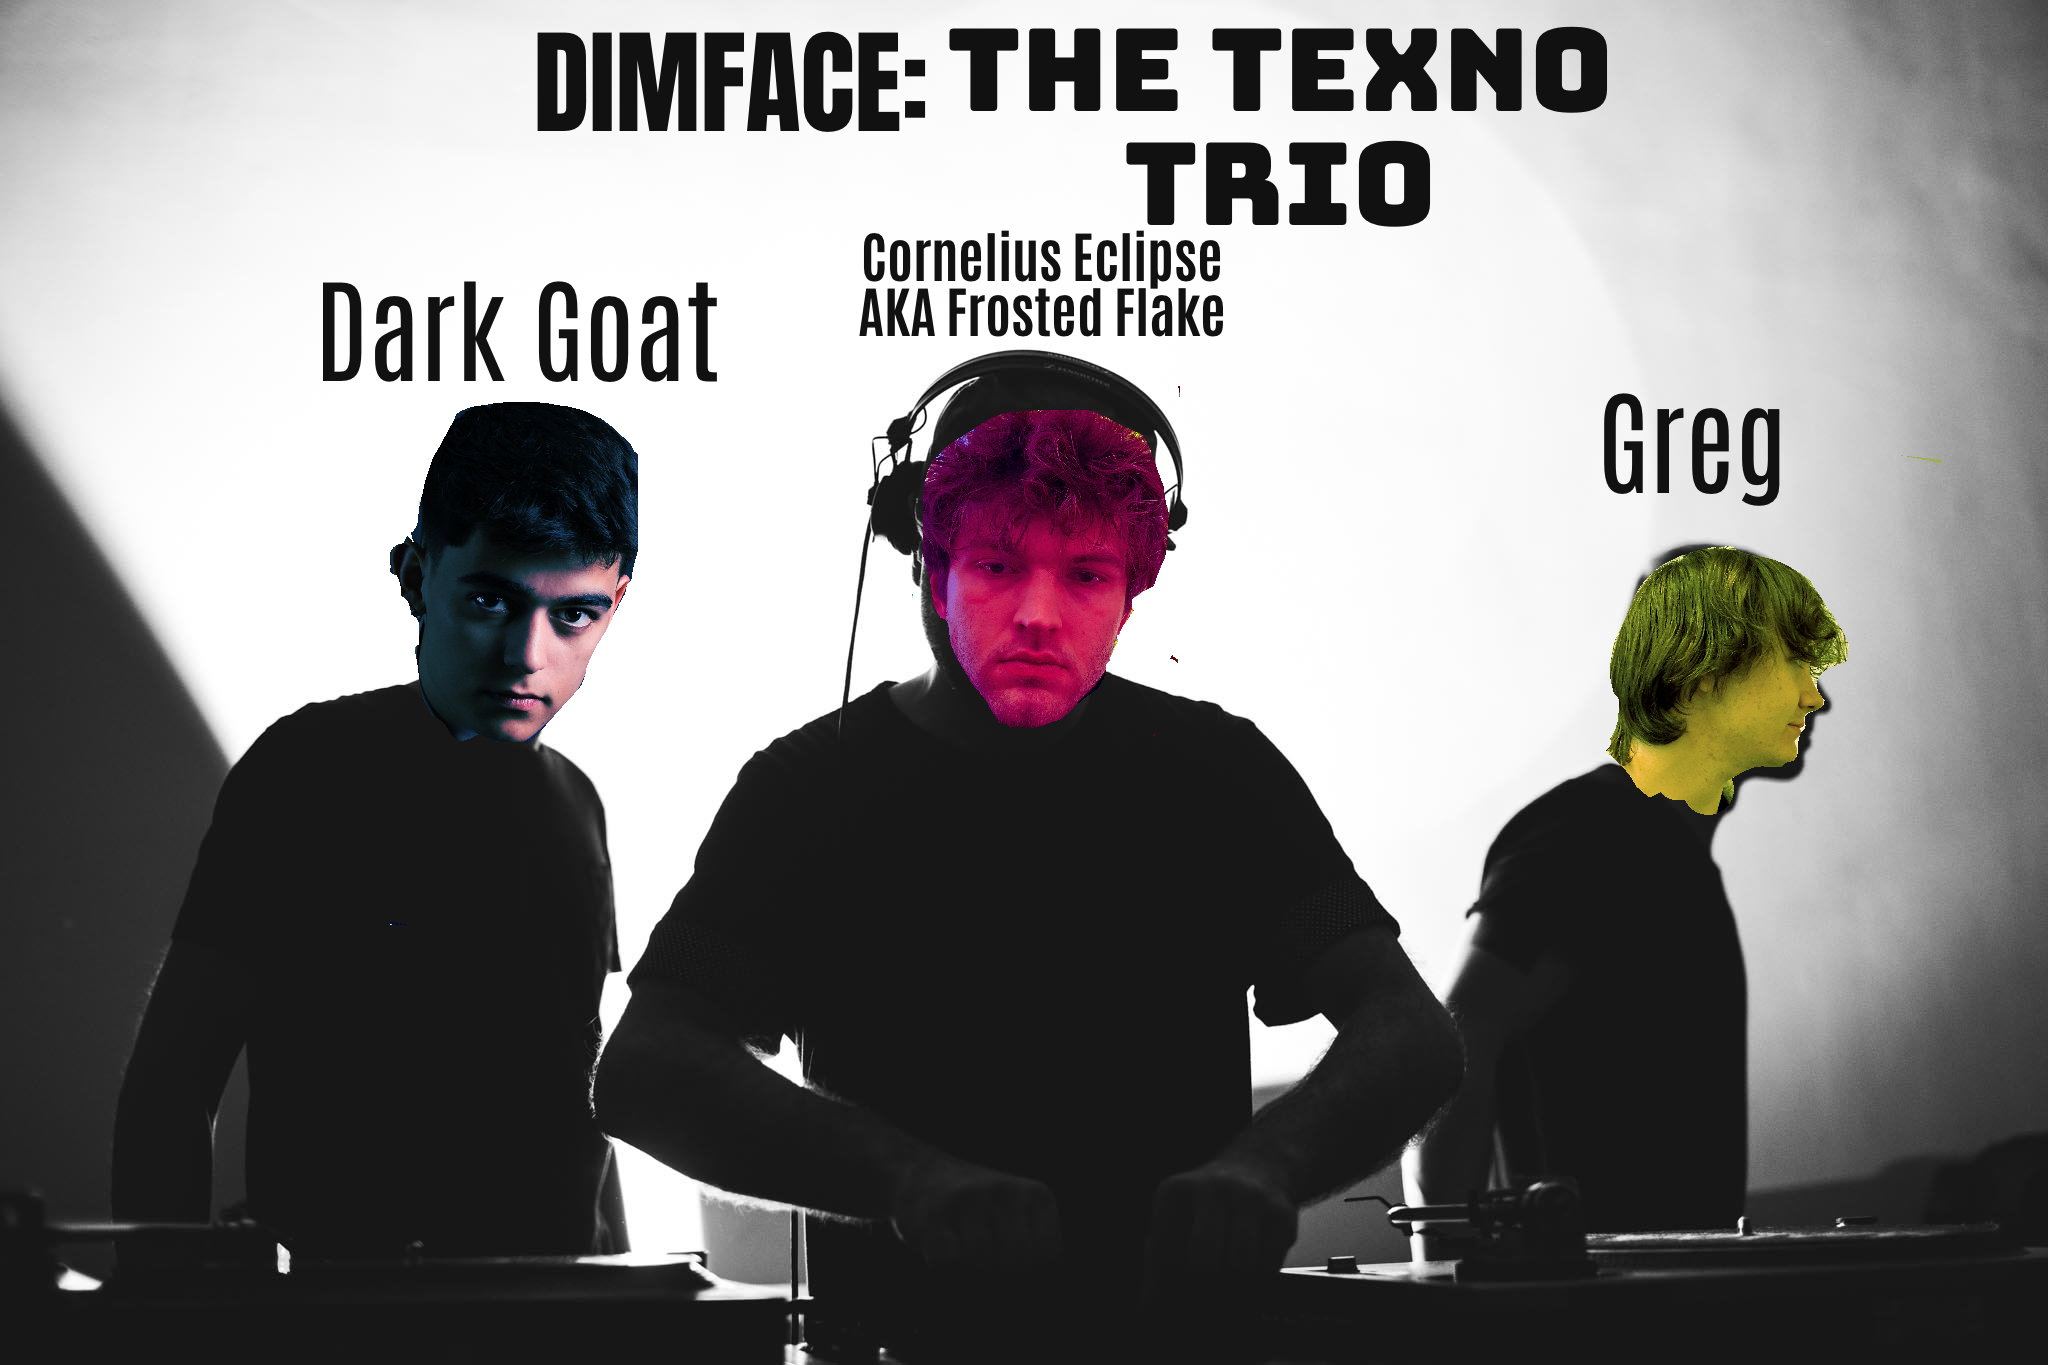 DIMFACE: THE TEXNO
TRIO
Cornelius Eclipse
AKA Frosted Flake
Dark Goat
Greg